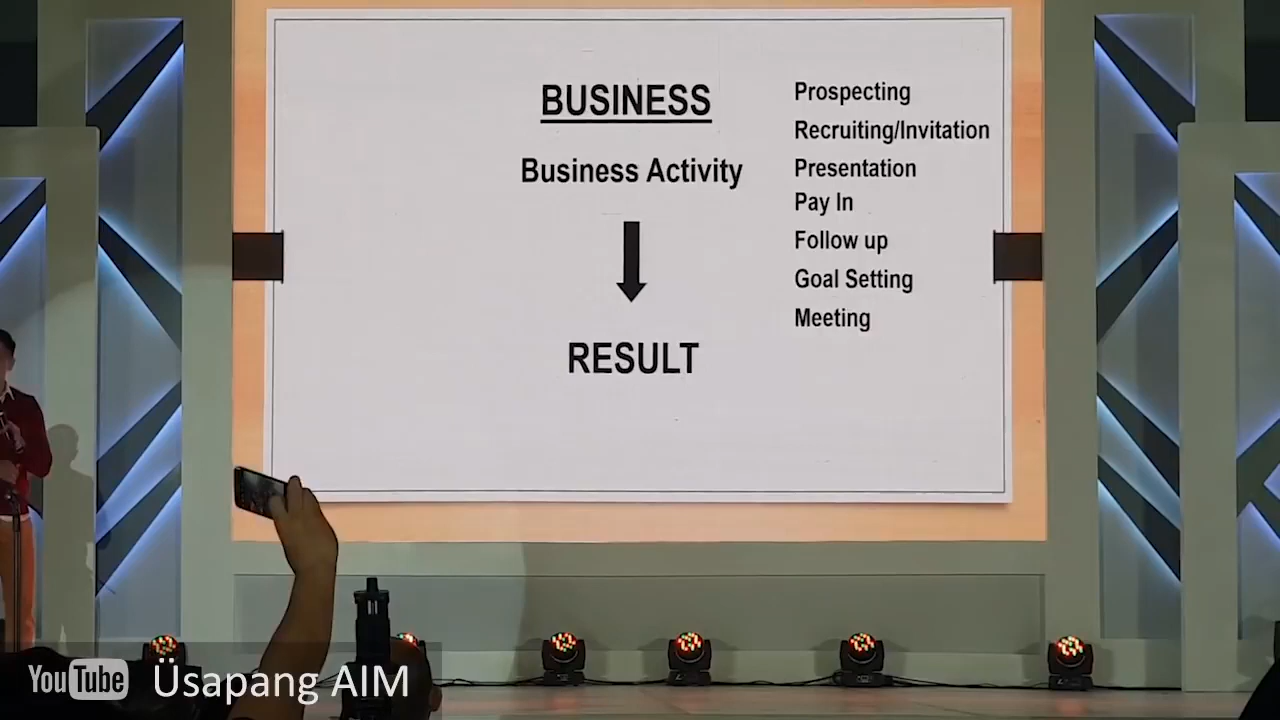 BUSINESS
Business Activity
RESULT
Prospecting
Recruiting/Invitation
Presentation
Pay In
Follow up
Goal Setting
Meeting
YouTube Üsapang AIM